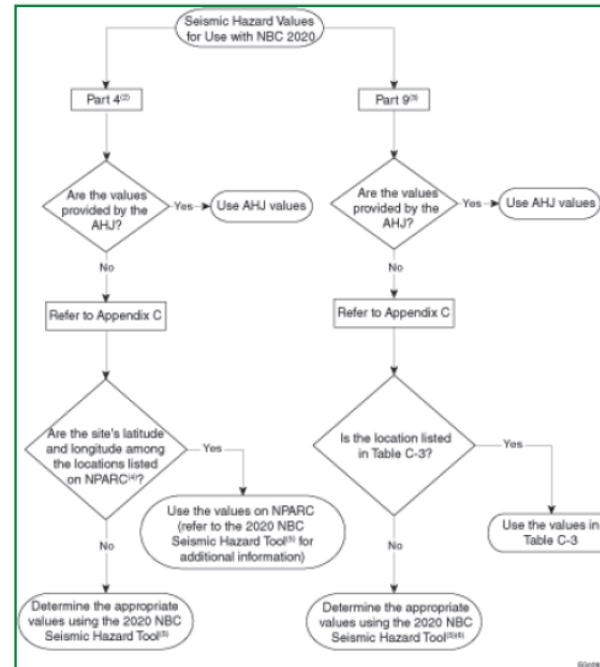 Seismic Hazard Values
for Use with NBC 2020
Part 4(2)
Part 9(3)
Are the values
provided by the
AHJ?
Yes
Use AHJ values
Are the values
provided by the
AHJ?
Yes
Use AHJ values
No
No
Refer to Appendix C
Refer to Appendix C
Are the site's latitude
and longitude among
the locations listed
on NPARC(4)?
Yes
Is the location listed
in Table C-3?
Yes
Use the values on NPARC
(refer to the 2020 NBC
Seismic Hazard Tool(5) for
additional information)
Use the values in
Table C-3
No
No
Determine the appropriate
values using the 2020 NBC
Seismic Hazard Tool(5)
Determine the appropriate
values using the 2020 NBC
Seismic Hazard Tool(5)(6)